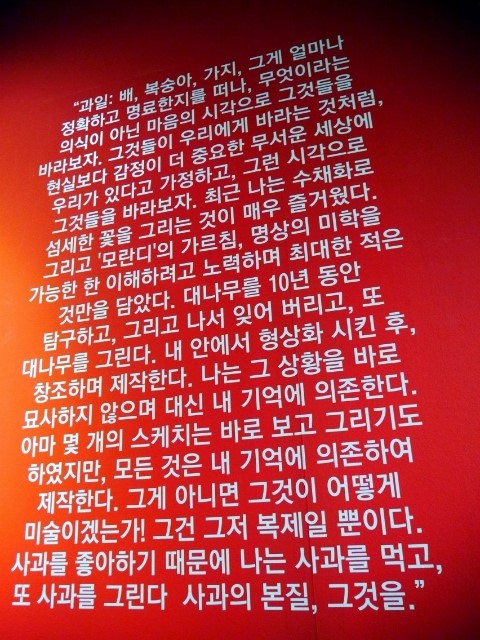 “과일: 배, 복숭아, 가지, 그게 얼마나
정확하고 명료한지를 떠나, 무엇이라는
의식이 아닌 마음의 시각으로 그것들을
바라보자. 그것들이 우리에게 바라는 것처럼,
현실보다 감정이 더 중요한 무서운 세상에
우리가 있다고 가정하고, 그런 시각으로
그것들을 바라보자. 최근 나는 수채화로
섬세한 꽃을 그리는 것이 매우 즐거웠다.
그리고 '모란디'의 가르침, 명상의 미학을
가능한 한 이해하려고 노력하며 최대한 적은
것만을 담았다. 대나무를 10년 동안
탐구하고, 그리고 나서 잊어 버리고, 또
대나무를 그린다. 내 안에서 형상화 시킨 후,
창조하며 제작한다. 나는 그 상황을 바로
묘사하지 않으며 대신 내 기억에 의존한다.
아마 몇 개의 스케치는 바로 보고 그리기도
하였지만, 모든 것은 내 기억에 의존하여
제작한다. 그게 아니면 그것이 어떻게
미술이겠는가! 그건 그저 복제일 뿐이다.
사과를 좋아하기 때문에 나는 사과를 먹고,
또 사과를 그린다 사과의 본질, 그것을.”